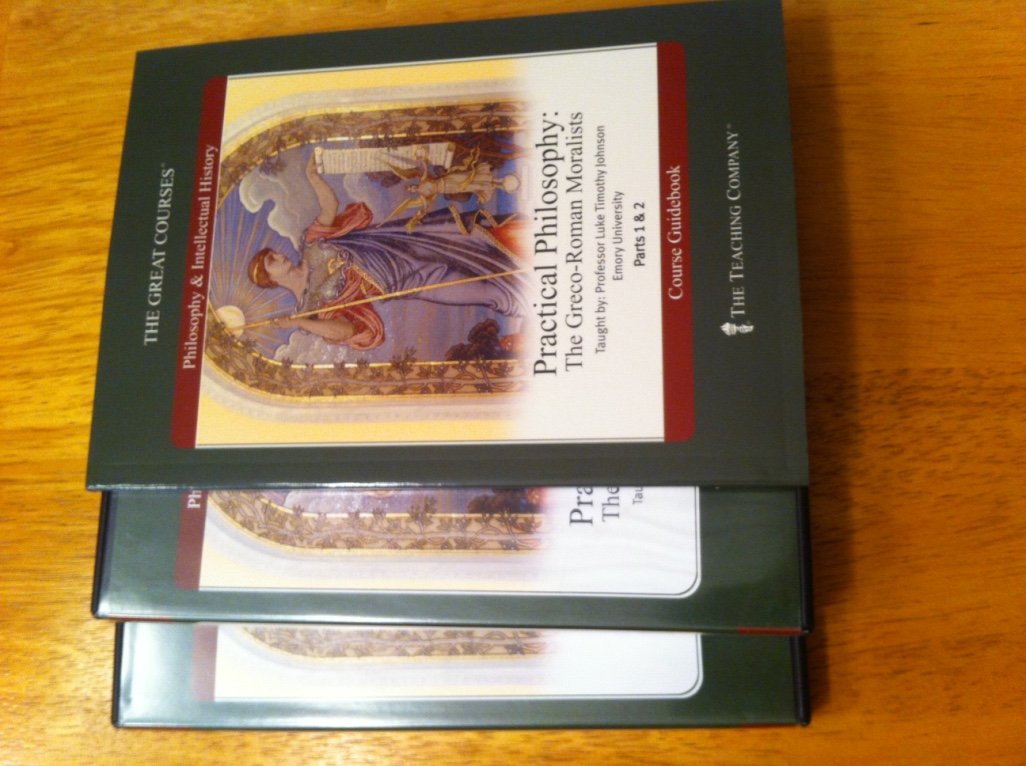 THE GREAT COURSES®
Philosophy & Intellectual History
Practical Philosophy:
The Greco-Roman Moralists
Taught by: Professor Luke Timothy Johnson
Emory University
Parts 1 & 2
Course Guidebook
THE TEACHING COMPANY®
Ph
Pra
The
Tau